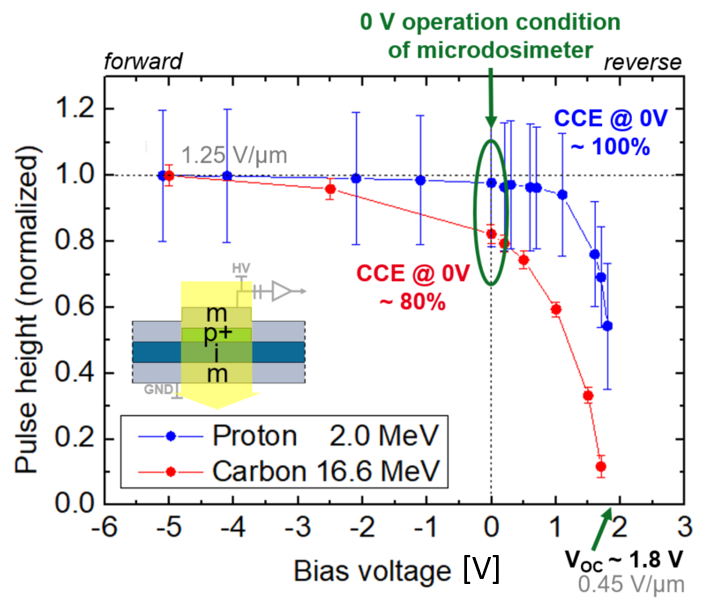 0 V operation condition
of microdosimeter
forward
reverse
1.2
1.0
0.8
0.6
0.4
0.2
0.0
Pulse height (normalized)
1.25 V/μm
CCE @ 0V
~ 100%
CCE @ 0V
~ 80%
HV
m
p+
i
m
GND
Proton 2.0 MeV
Carbon 16.6 MeV
-6 -5 -4 -3 -2 -1 0 1 2 3
Bias voltage [V]
VOC ~ 1.8 V
0.45 V/μm